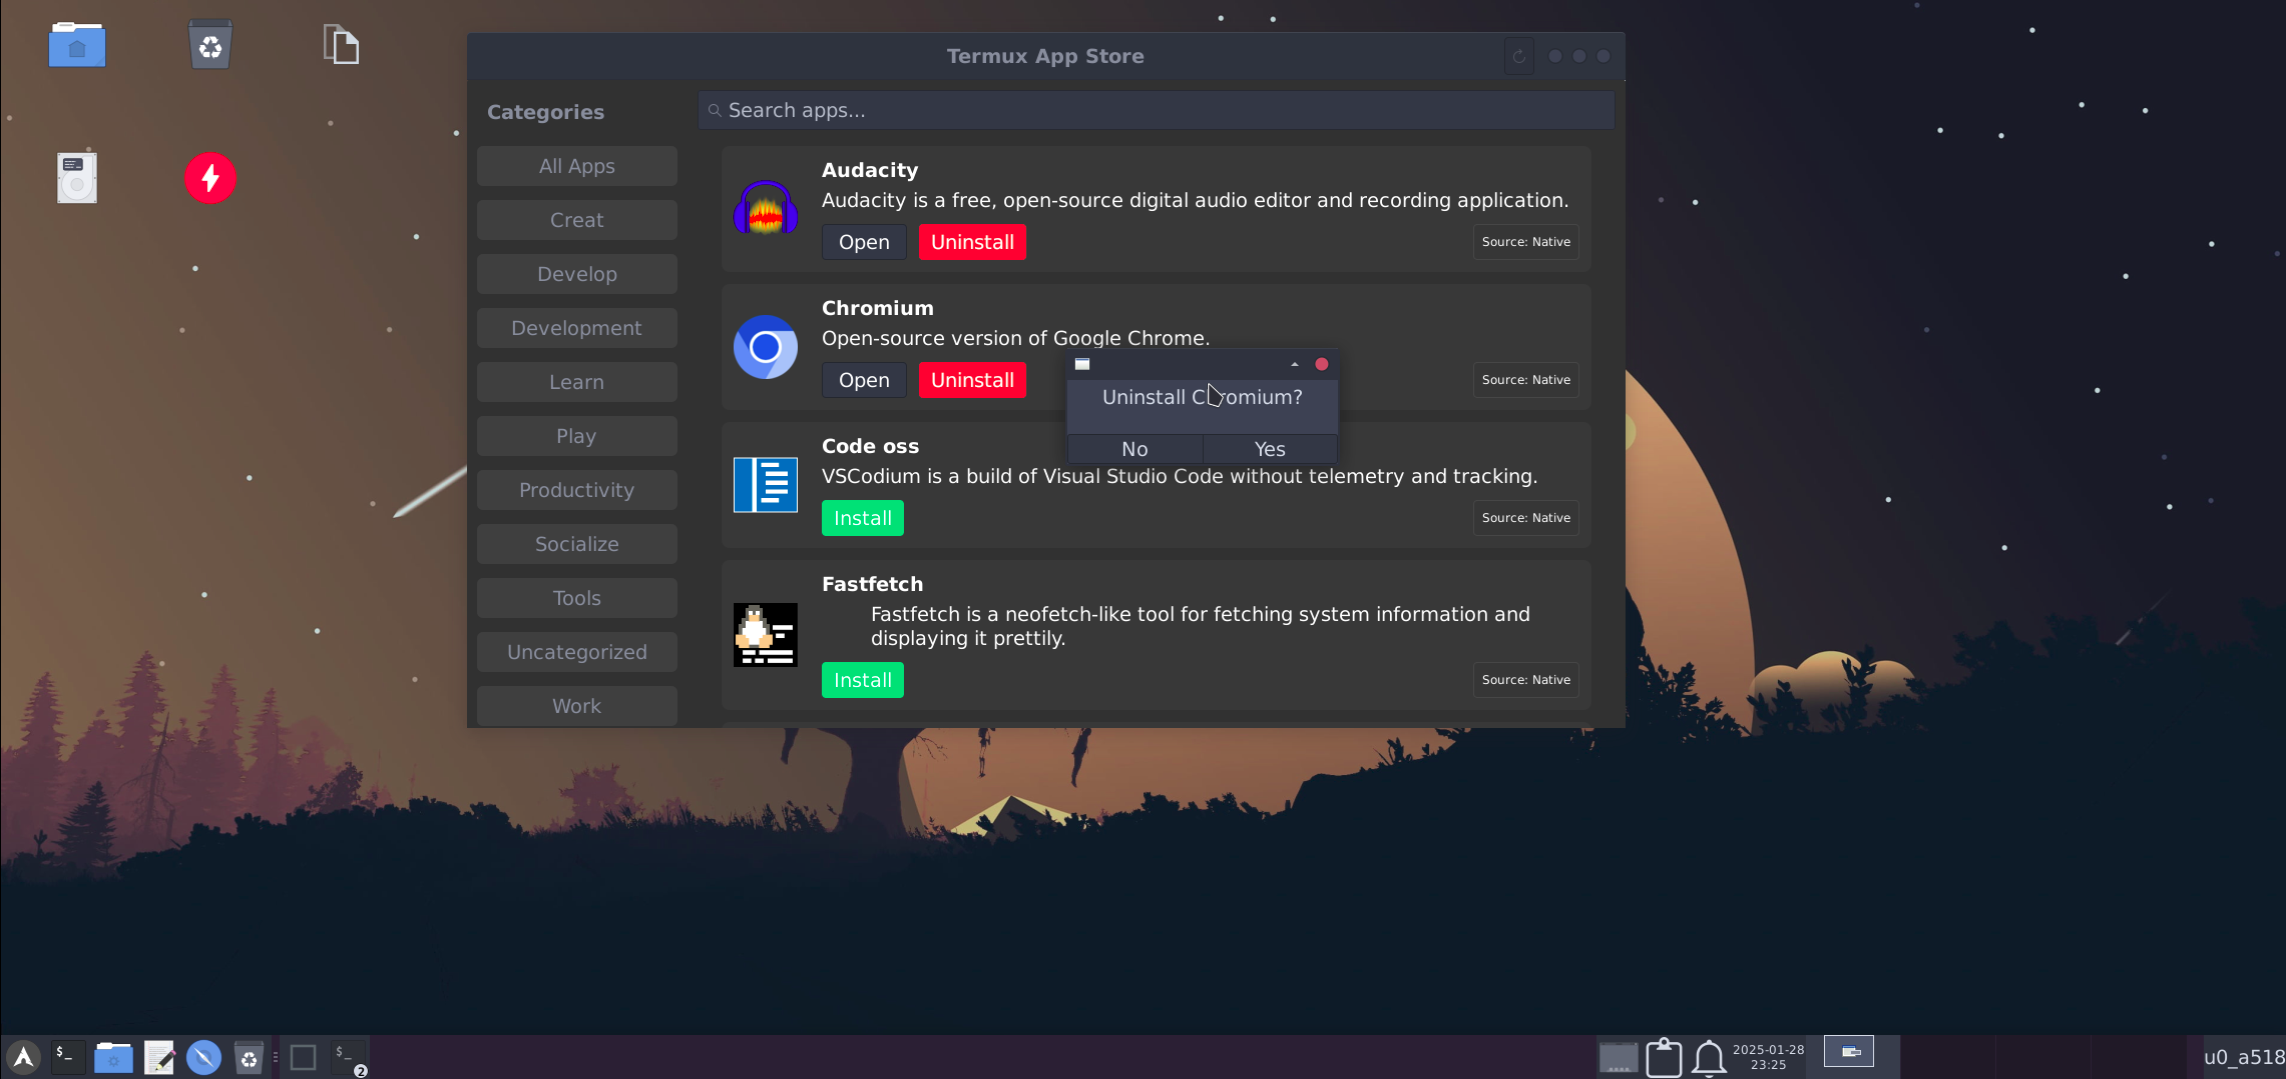 Termux App Store
Categories
Search apps...
All Apps
Creat
Develop
Development
Learn
Play
Productivity
Socialize
Tools
Uncategorized
Work
Audacity
Audacity is a free, open-source digital audio editor and recording application.
Open
Uninstall
Source: Native
Chromium
Open-source version of Google Chrome.
Open
Uninstall
Source: Native
Uninstall Chromium?
No
Yes
Code oss
VSCodium is a build of Visual Studio Code without telemetry and tracking.
Install
Source: Native
Fastfetch
Fastfetch is a neofetch-like tool for fetching system information and
displaying it prettily.
Install
Source: Native
$_
$_
2
2025-01-28
23:25
u0_a518